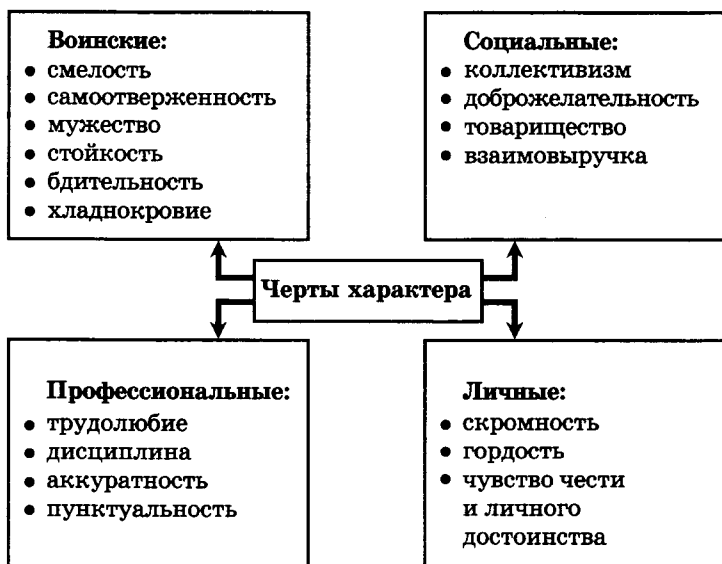 Воинские:
• смелость
• самоотверженность
• мужество
• стойкость
• бдительность
• хладнокровие
Социальные:
• коллективизм
• доброжелательность
• товарищество
• взаимовыручка
Черты характера
Профессиональные:
• трудолюбие
• дисциплина
• аккуратность
• пунктуальность
Личные:
• скромность
• гордость
• чувство чести
и личного
достоинства